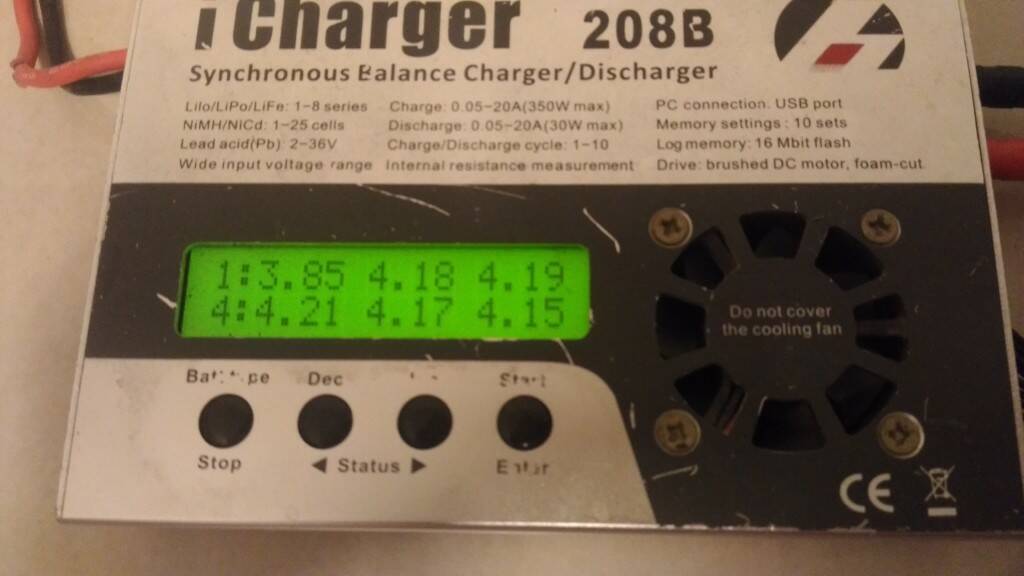 iCharger 208B
Synchronous Balance Charger/Discharger
LiIo/LiPo/LiFe: 1-8 series Charge: 0.05-20A(350W max) PC connection: USB port
NiMH/NiCd: 1-25 cells Discharge: 0.05-20A(30W max) Memory settings: 10 sets
Lead acid(Pb): 2-36V Charge/Discharge cycle: 1-10 Log memory: 16 Mbit flash
Wide input voltage range Internal resistance measurement Drive: brushed DC motor, foam-cut
1:3.85 4.18 4.19
4:4.21 4.17 4.15
Do not cover
the cooling fan
Dec Start
Stop ◀ Status ▶ Enter
CE